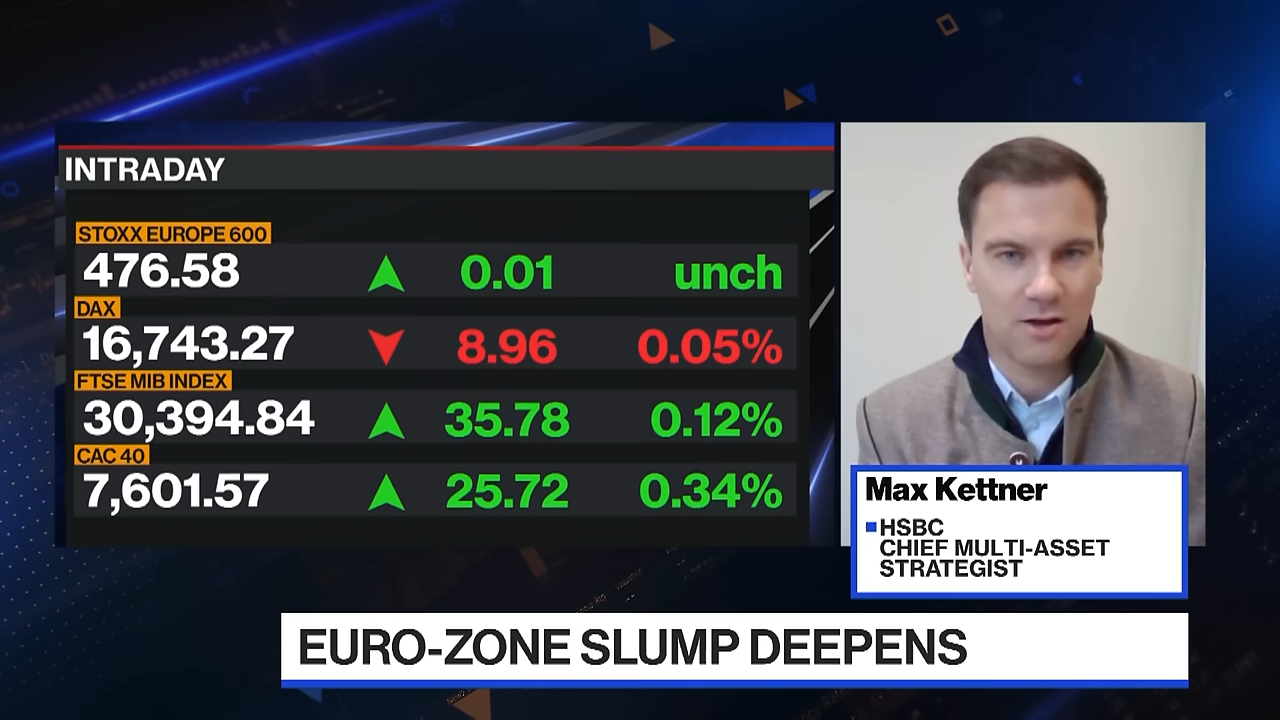 INTRADAY
STOXX EUROPE 600
476.58 0.01 unch
DAX
16,743.27 8.96 0.05%
FTSE MIB INDEX
30,394.84 35.78 0.12%
CAC 40
7,601.57 25.72 0.34%
Max Kettner
HSBC
CHIEF MULTI-ASSET
STRATEGIST
EURO-ZONE SLUMP DEEPENS